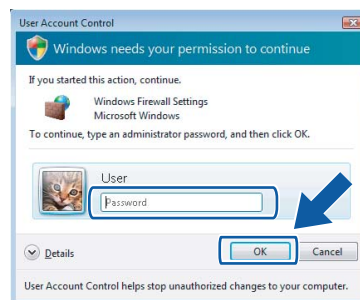 User Account Control
Windows needs your permission to continue
If you started this action, continue.
Windows Firewall Settings
Microsoft Windows
To continue, type an administrator password, and then click OK.
User
Password
Details
OK
Cancel
User Account Control helps stop unauthorized changes to your computer.